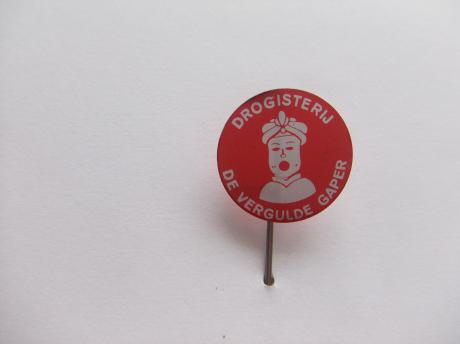 DROGISTERIJ
DE VERGULDE GAPER